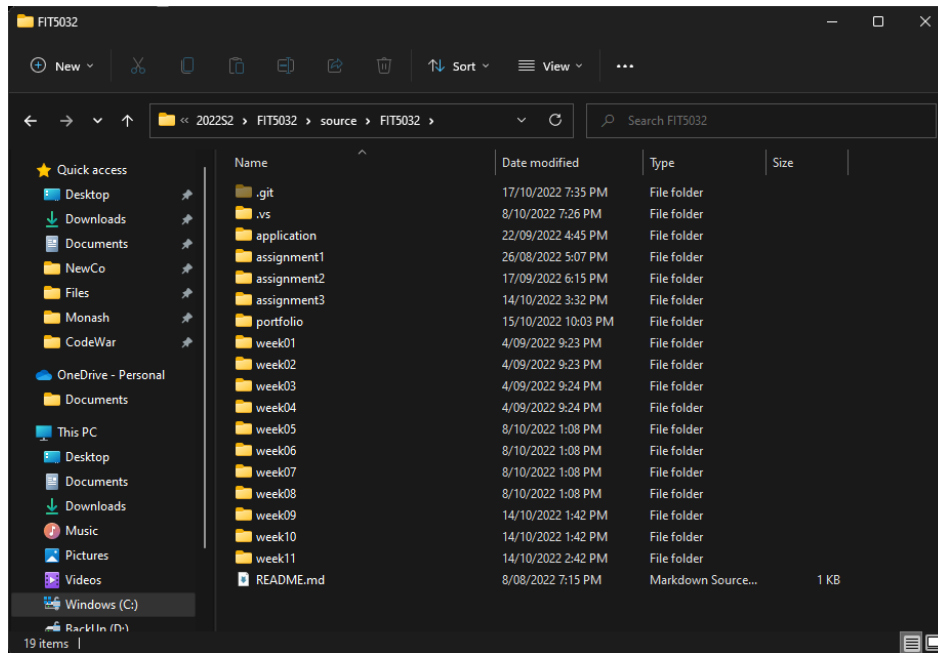 FIT5032
New Sort View
« 2022S2 > FIT5032 > source > FIT5032 > Search FIT5032
Quick access
Desktop
Downloads
Documents
NewCo
Files
Monash
CodeWar
OneDrive - Personal
Documents
This PC
Desktop
Documents
Downloads
Music
Pictures
Videos
Windows (C:)
BackUp (D:)
Name Date modified Type Size
.git 17/10/2022 7:35 PM File folder
.vs 8/10/2022 7:26 PM File folder
application 22/09/2022 4:45 PM File folder
assignment1 26/08/2022 5:07 PM File folder
assignment2 17/09/2022 6:15 PM File folder
assignment3 14/10/2022 3:32 PM File folder
portfolio 15/10/2022 10:03 PM File folder
week01 4/09/2022 9:23 PM File folder
week02 4/09/2022 9:23 PM File folder
week03 4/09/2022 9:24 PM File folder
week04 4/09/2022 9:24 PM File folder
week05 8/10/2022 1:08 PM File folder
week06 8/10/2022 1:08 PM File folder
week07 8/10/2022 1:08 PM File folder
week08 8/10/2022 1:08 PM File folder
week09 14/10/2022 1:42 PM File folder
week10 14/10/2022 1:42 PM File folder
week11 14/10/2022 2:42 PM File folder
README.md 8/08/2022 7:15 PM Markdown Source... 1 KB
19 items